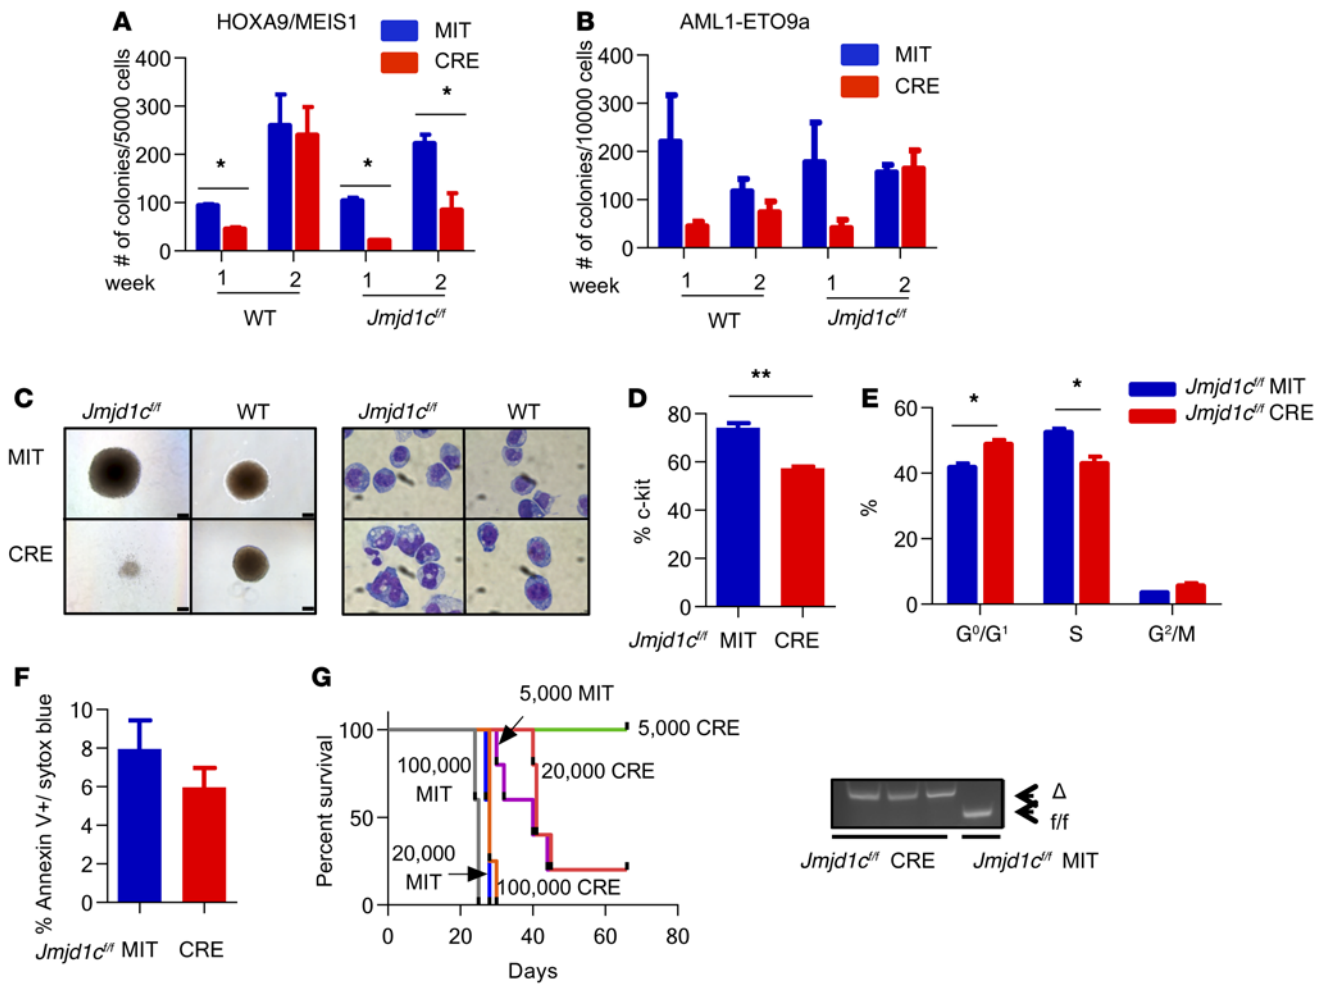 A
HOXA9/MEIS1
MIT
CRE
# of colonies/5000 cells
400
300
200
100
0
*
*
*
week
1
2
1
2
WT
Jmjd1c^f/f
B
AML1-ETO9a
MIT
CRE
# of colonies/10000 cells
400
300
200
100
0
week
1
2
1
2
WT
Jmjd1c^f/f
C
Jmjd1c^f/f
WT
Jmjd1c^f/f
WT
MIT
CRE
D
**
% c-kit
80
60
40
20
0
Jmjd1c^f/f MIT CRE
E
Jmjd1c^f/f MIT
Jmjd1c^f/f CRE
*
*
%
60
40
20
0
G⁰/G¹
S
G²/M
F
% Annexin V+/ sytox blue
10
8
6
4
2
0
Jmjd1c^f/f MIT CRE
G
Percent survival
100
50
0
5,000 MIT
5,000 CRE
100,000
MIT
20,000 CRE
20,000
MIT
100,000 CRE
0
20
40
60
80
Days
Δ
f/f
Jmjd1c^f/f CRE
Jmjd1c^f/f MIT